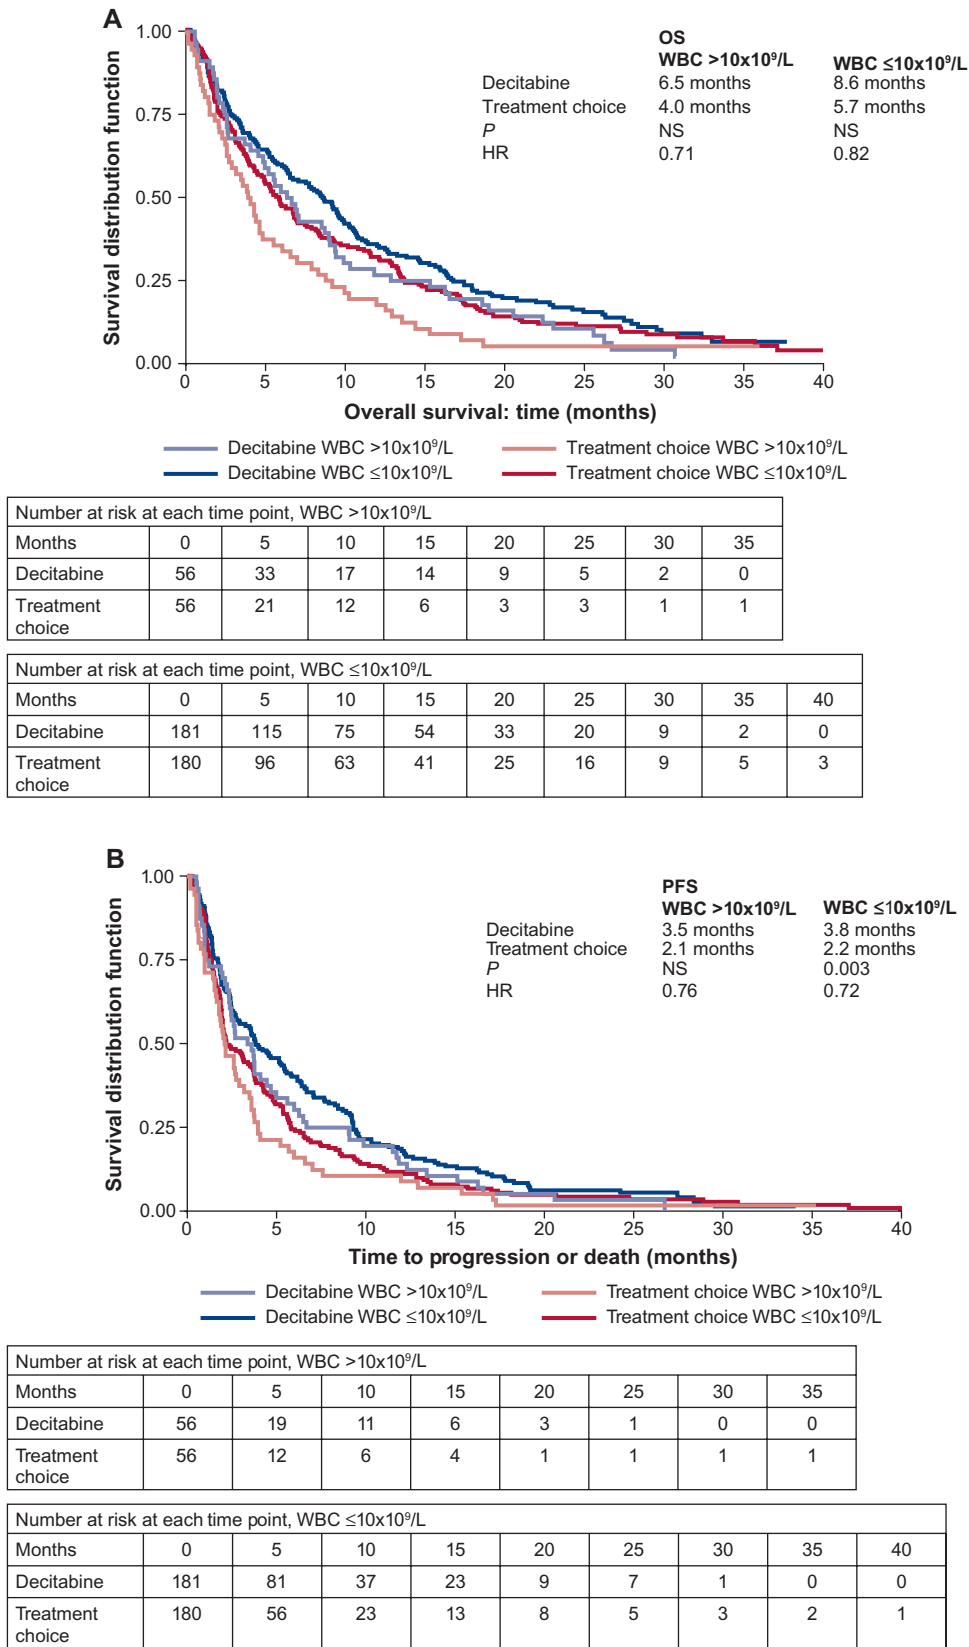 A
OS
WBC >10x10⁹/L WBC ≤10x10⁹/L
Decitabine 6.5 months 8.6 months
Treatment choice 4.0 months 5.7 months
P NS NS
HR 0.71 0.82
Survival distribution function
1.00
0.75
0.50
0.25
0.00
0 5 10 15 20 25 30 35 40
Overall survival: time (months)
Decitabine WBC >10x10⁹/L Treatment choice WBC >10x10⁹/L
Decitabine WBC ≤10x10⁹/L Treatment choice WBC ≤10x10⁹/L
Number at risk at each time point, WBC >10x10⁹/L
Months 0 5 10 15 20 25 30 35
Decitabine 56 33 17 14 9 5 2 0
Treatment choice 56 21 12 6 3 3 1 1
Number at risk at each time point, WBC ≤10x10⁹/L
Months 0 5 10 15 20 25 30 35 40
Decitabine 181 115 75 54 33 20 9 2 0
Treatment choice 180 96 63 41 25 16 9 5 3
B
PFS
WBC >10x10⁹/L WBC ≤10x10⁹/L
Decitabine 3.5 months 3.8 months
Treatment choice 2.1 months 2.2 months
P NS 0.003
HR 0.76 0.72
Survival distribution function
1.00
0.75
0.50
0.25
0.00
0 5 10 15 20 25 30 35 40
Time to progression or death (months)
Decitabine WBC >10x10⁹/L Treatment choice WBC >10x10⁹/L
Decitabine WBC ≤10x10⁹/L Treatment choice WBC ≤10x10⁹/L
Number at risk at each time point, WBC >10x10⁹/L
Months 0 5 10 15 20 25 30 35
Decitabine 56 19 11 6 3 1 0 0
Treatment choice 56 12 6 4 1 1 1 1
Number at risk at each time point, WBC ≤10x10⁹/L
Months 0 5 10 15 20 25 30 35 40
Decitabine 181 81 37 23 9 7 1 0 0
Treatment choice 180 56 23 13 8 5 3 2 1